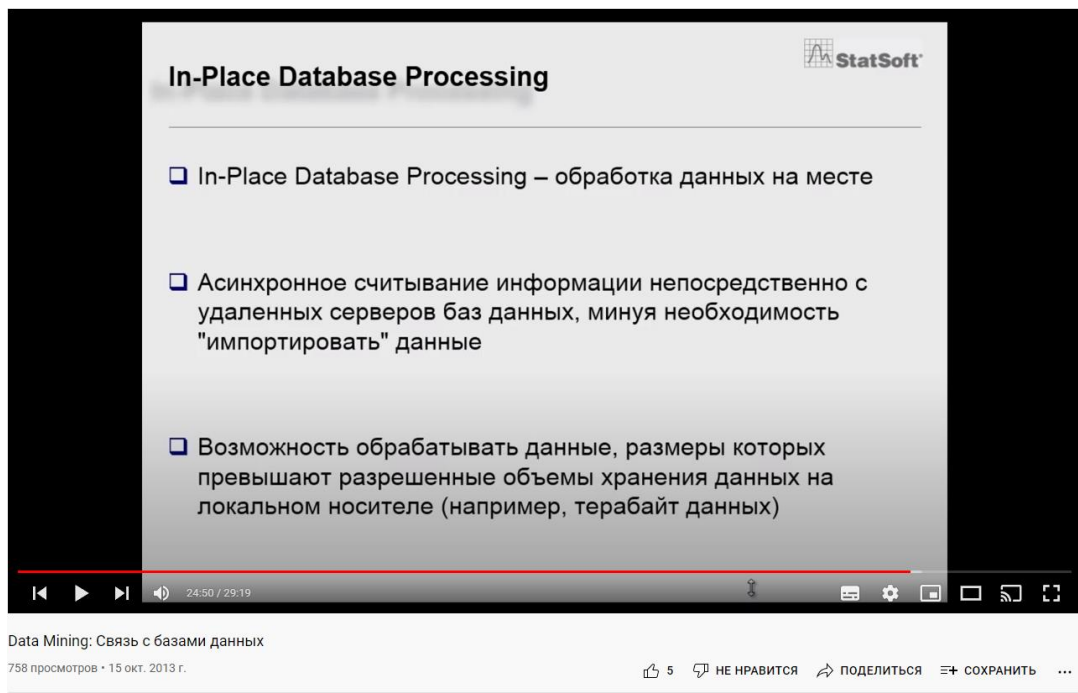 In-Place Database Processing
StatSoft
In-Place Database Processing – обработка данных на месте
Асинхронное считывание информации непосредственно с
удаленных серверов баз данных, минуя необходимость
"импортировать" данные
Возможность обрабатывать данные, размеры которых
превышают разрешенные объемы хранения данных на
локальном носителе (например, терабайт данных)
24:50 / 29:19
Data Mining: Связь с базами данных
758 просмотров • 15 окт. 2013 г.
5 НЕ НРАВИТСЯ ПОДЕЛИТЬСЯ СОХРАНИТЬ ...